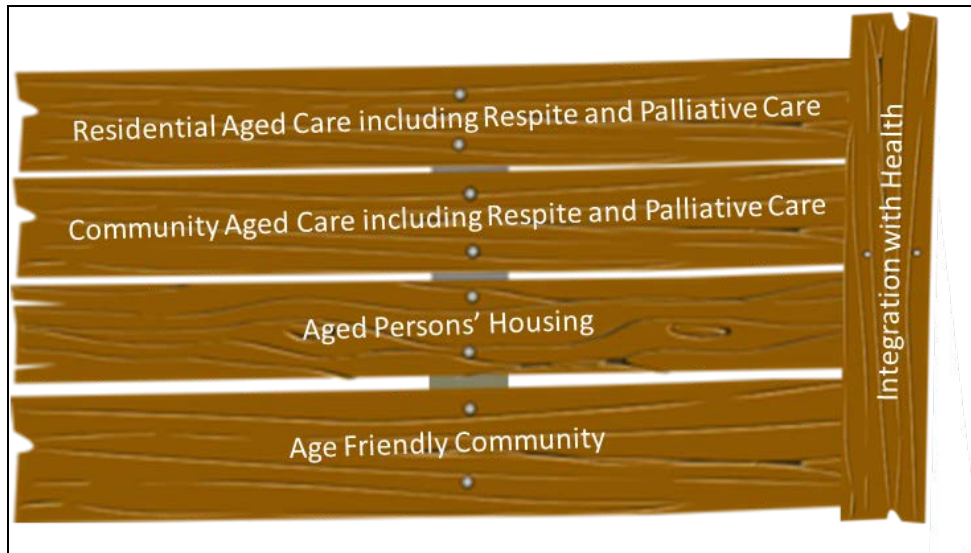 Residential Aged Care including Respite and Palliative Care
Community Aged Care including Respite and Palliative Care
Aged Persons’ Housing
Age Friendly Community
Integration with Health